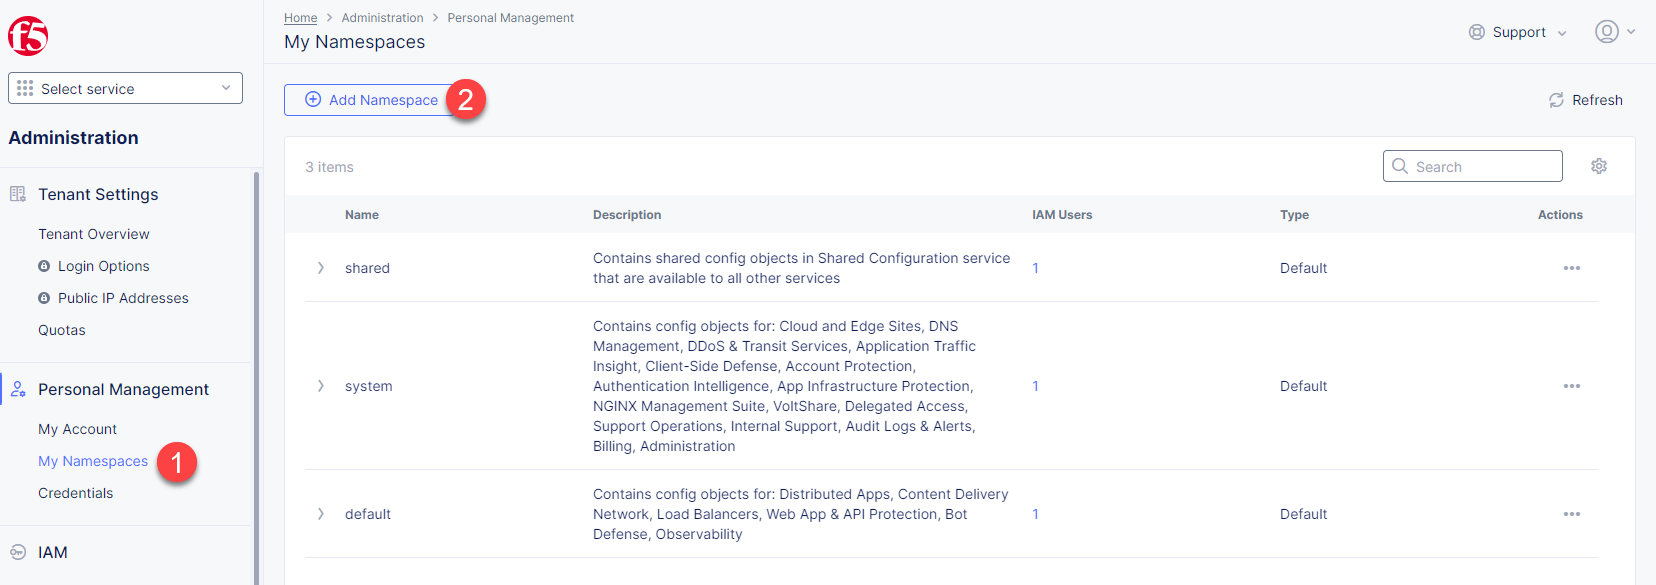 f5
Select service
Administration
Tenant Settings
Tenant Overview
Login Options
Public IP Addresses
Quotas
Personal Management
My Account
My Namespaces
1
Credentials
IAM
Home > Administration > Personal Management
My Namespaces
Support
Add Namespace
2
Refresh
3 items
Search
Name Description IAM Users Type Actions
shared
Contains shared config objects in Shared Configuration service
that are available to all other services
1
Default
system
Contains config objects for: Cloud and Edge Sites, DNS
Management, DDoS & Transit Services, Application Traffic
Insight, Client-Side Defense, Account Protection,
Authentication Intelligence, App Infrastructure Protection,
NGINX Management Suite, VoltShare, Delegated Access,
Support Operations, Internal Support, Audit Logs & Alerts,
Billing, Administration
1
Default
default
Contains config objects for: Distributed Apps, Content Delivery
Network, Load Balancers, Web App & API Protection, Bot
Defense, Observability
1
Default